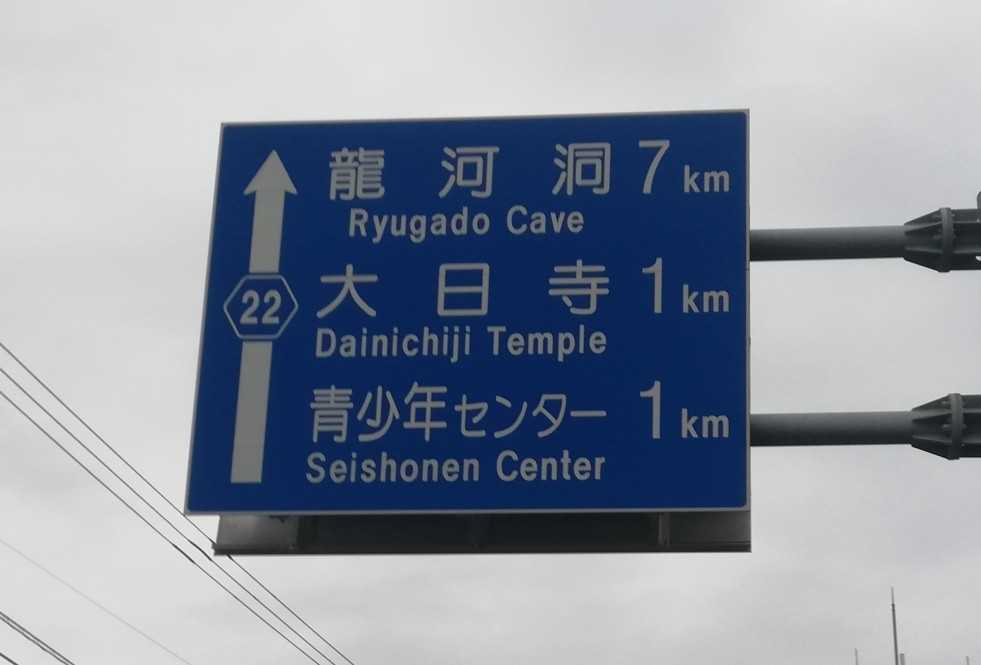 龍河洞 7 km
Ryugado Cave
22
大日寺 1 km
Dainichiji Temple
青少年センター 1 km
Seishonen Center